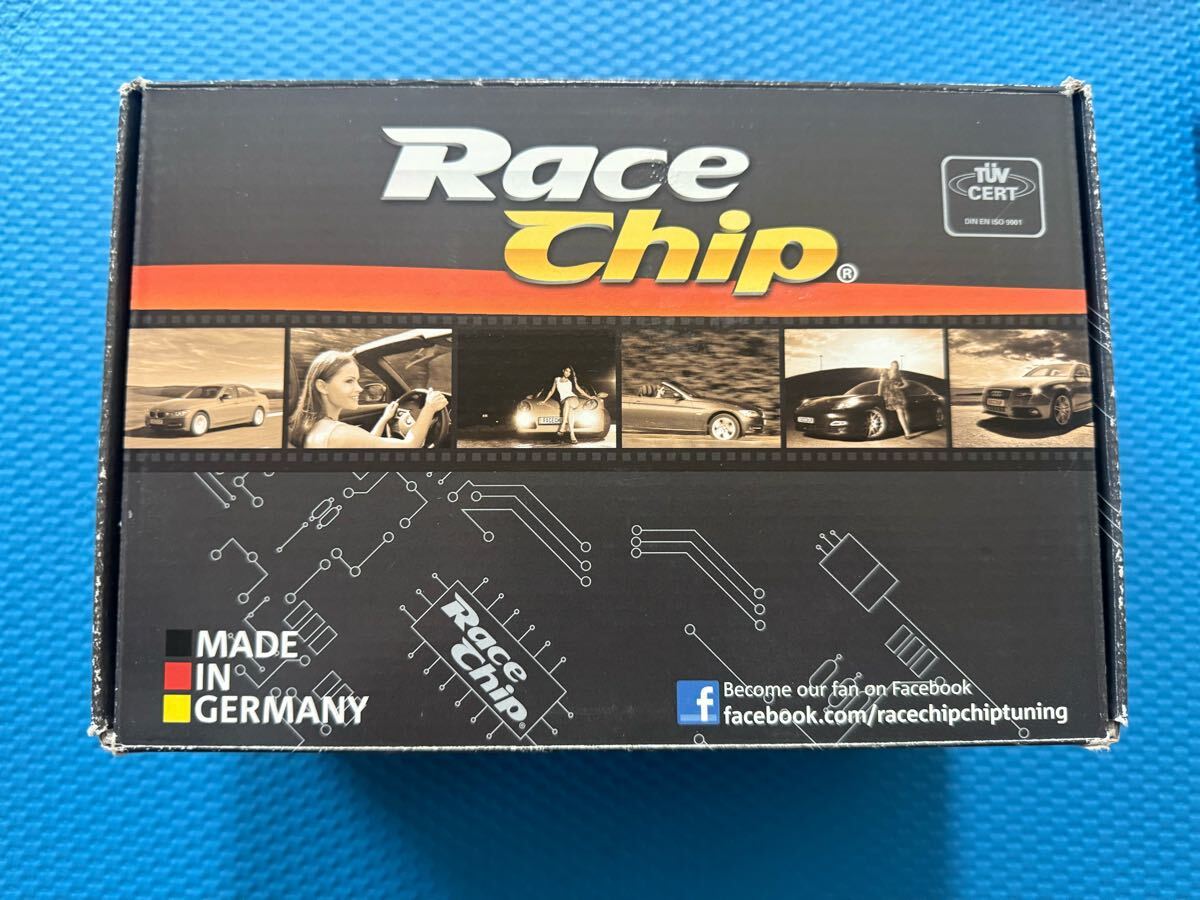 Race
Chip®
TÜV
CERT
DIN EN ISO 9001
Race
Chip®
MADE
IN
GERMANY
Become our fan on Facebook
facebook.com/racechipchiptuning